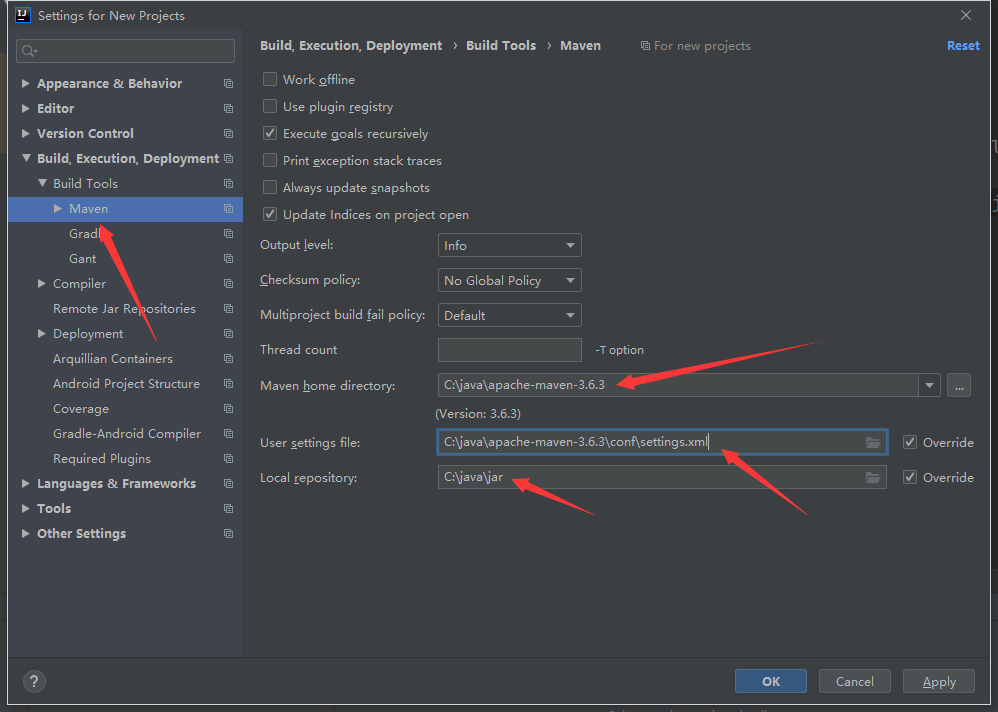 Settings for New Projects
Appearance & Behavior
Editor
Version Control
Build, Execution, Deployment
Build Tools
Maven
Gradl
Gant
Compiler
Remote Jar Repositories
Deployment
Arquillian Containers
Android Project Structure
Coverage
Gradle-Android Compiler
Required Plugins
Languages & Frameworks
Tools
Other Settings
Build, Execution, Deployment › Build Tools › Maven For new projects Reset
Work offline
Use plugin registry
Execute goals recursively
Print exception stack traces
Always update snapshots
Update Indices on project open
Output level: Info
Checksum policy: No Global Policy
Multiproject build fail policy: Default
Thread count -T option
Maven home directory: C:\java\apache-maven-3.6.3 ...
(Version: 3.6.3)
User settings file: C:\java\apache-maven-3.6.3\conf\settings.xml Override
Local repository: C:\java\jar Override
? OK Cancel Apply